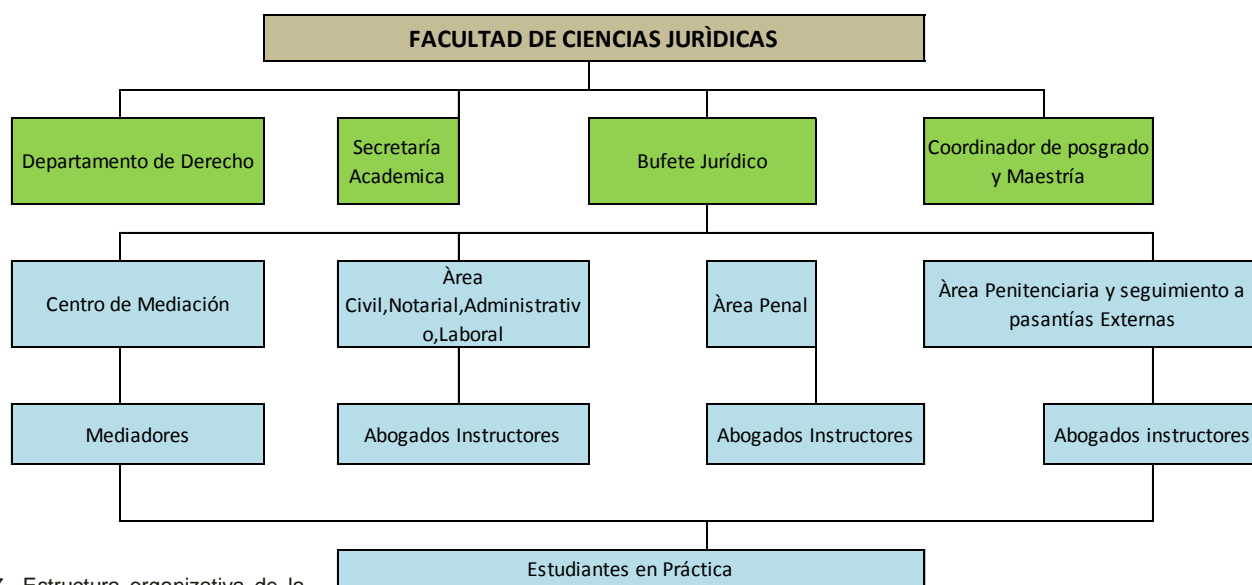 FACULTAD DE CIENCIAS JURÌDICAS
Departamento de Derecho
Secretaría
Academica
Bufete Jurídico
Coordinador de posgrado
y Maestría
Centro de Mediación
Àrea
Civil,Notarial,Administrativ
o,Laboral
Àrea Penal
Àrea Penitenciaria y seguimiento a
pasantías Externas
Mediadores
Abogados Instructores
Abogados Instructores
Abogados instructores
Estudiantes en Práctica
Estructura organizativa de la